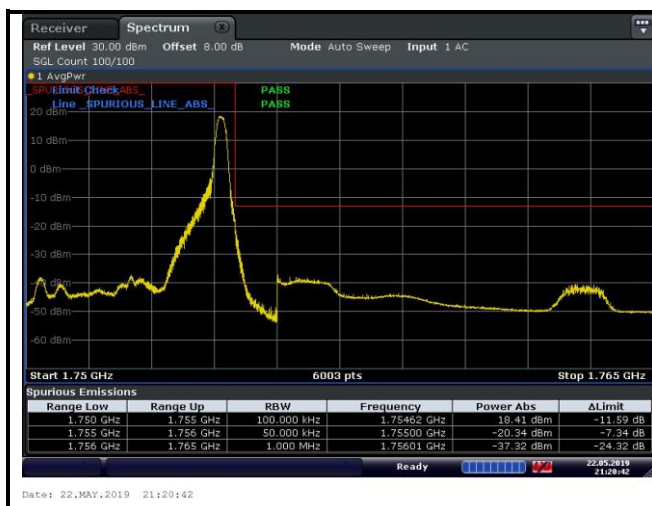 Receiver Spectrum X
Ref Level 30.00 dBm Offset 8.00 dB Mode Auto Sweep Input 1 AC
SGL Count 100/100
1 AvgPwr
Limit Check PASS
Line _SPURIOUS_LINE_ABS_ PASS
20 dBm
10 dBm
0 dBm
-10 dBm
-20 dBm
-30 dBm
-40 dBm
-50 dBm
-60 dBm
Start 1.75 GHz 6003 pts Stop 1.765 GHz
Spurious Emissions
Range Low Range Up RBW Frequency Power Abs ΔLimit
1.750 GHz 1.755 GHz 100.000 kHz 1.75462 GHz 18.41 dBm -11.59 dB
1.755 GHz 1.756 GHz 50.000 kHz 1.75500 GHz -20.34 dBm -7.34 dB
1.756 GHz 1.765 GHz 1.000 MHz 1.75601 GHz -37.32 dBm -24.32 dB
Ready 22.05.2019
21:20:42
Date: 22.MAY.2019 21:20:42